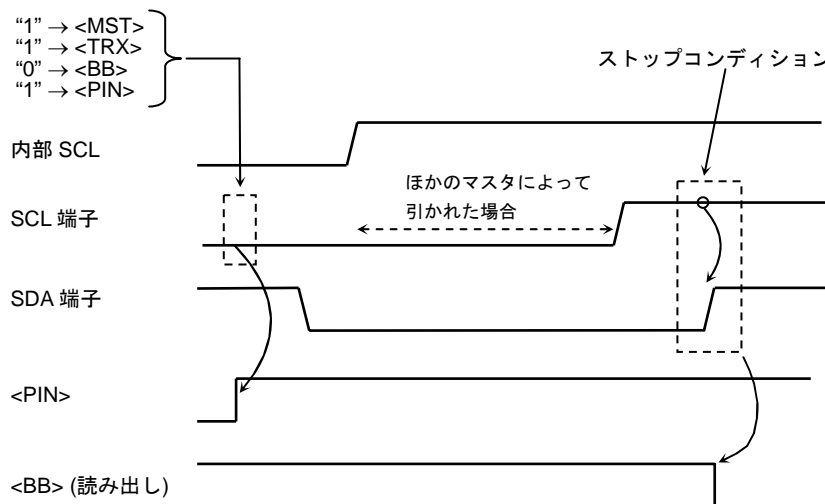 “1” → <MST>
“1” → <TRX>
“0” → <BB>
“1” → <PIN>
ストップコンディション
内部 SCL
ほかのマスタによって
引かれた場合
SCL 端子
SDA 端子
<PIN>
<BB> (読み出し)